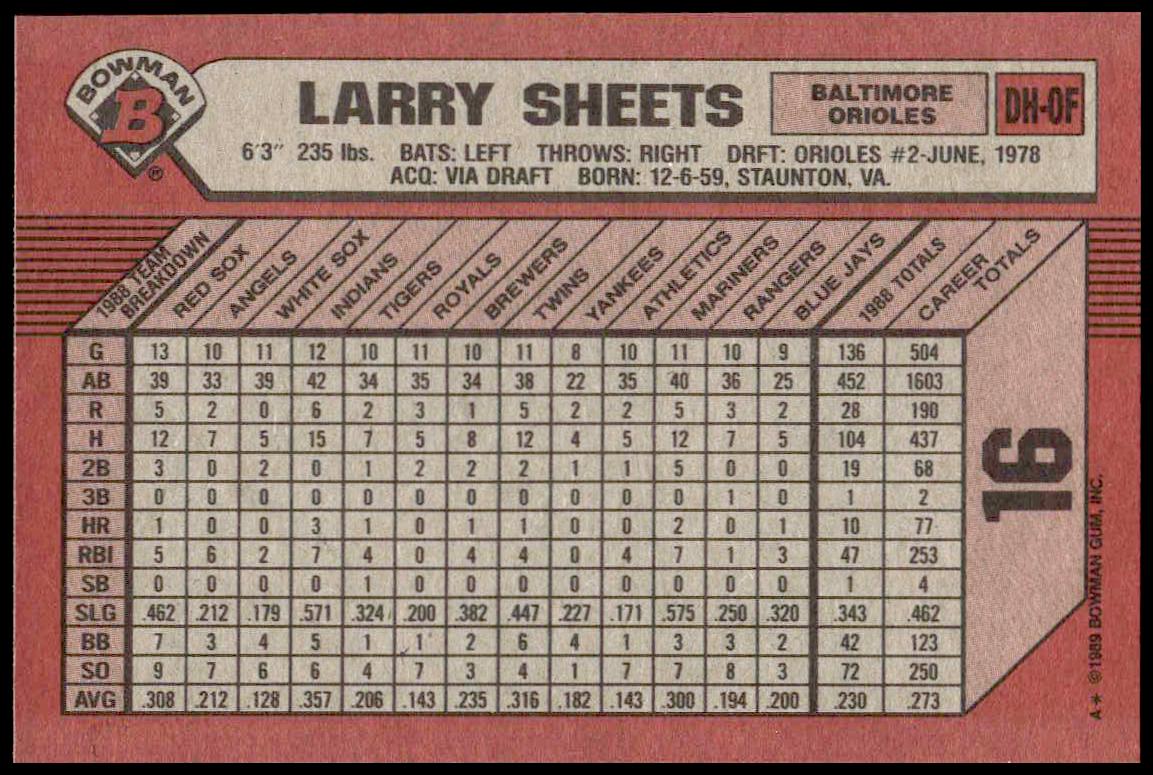 BOWMAN
B
®
LARRY SHEETS
BALTIMORE
ORIOLES
DH-OF
6'3" 235 lbs. BATS: LEFT THROWS: RIGHT DRFT: ORIOLES #2-JUNE, 1978
ACQ: VIA DRAFT BORN: 12-6-59, STAUNTON, VA.
1988 TEAM BREAKDOWN RED SOX ANGELS WHITE SOX INDIANS TIGERS ROYALS BREWERS TWINS YANKEES ATHLETICS MARINERS RANGERS BLUE JAYS 1988 TOTALS CAREER TOTALS
G 13 10 11 12 10 11 10 11 8 10 11 10 9 136 504
AB 39 33 39 42 34 35 34 38 22 35 40 36 25 452 1603
R 5 2 0 6 2 3 1 5 2 2 5 3 2 28 190
H 12 7 5 15 7 5 8 12 4 5 12 7 5 104 437
2B 3 0 2 0 1 2 2 2 1 1 5 0 0 19 68
3B 0 0 0 0 0 0 0 0 0 0 0 1 0 1 2
HR 1 0 0 3 1 0 1 1 0 0 2 0 1 10 77
RBI 5 6 2 7 4 0 4 4 0 4 7 1 3 47 253
SB 0 0 0 0 1 0 0 0 0 0 0 0 0 1 4
SLG .462 .212 .179 .571 .324 .200 .382 .447 .227 .171 .575 .250 .320 .343 .462
BB 7 3 4 5 1 1 2 6 4 1 3 3 2 42 123
SO 9 7 6 6 4 7 3 4 1 7 7 8 3 72 250
AVG .308 .212 .128 .357 .206 .143 .235 .316 .182 .143 .300 .194 .200 .230 .273
16
A* ©1989 BOWMAN GUM, INC.